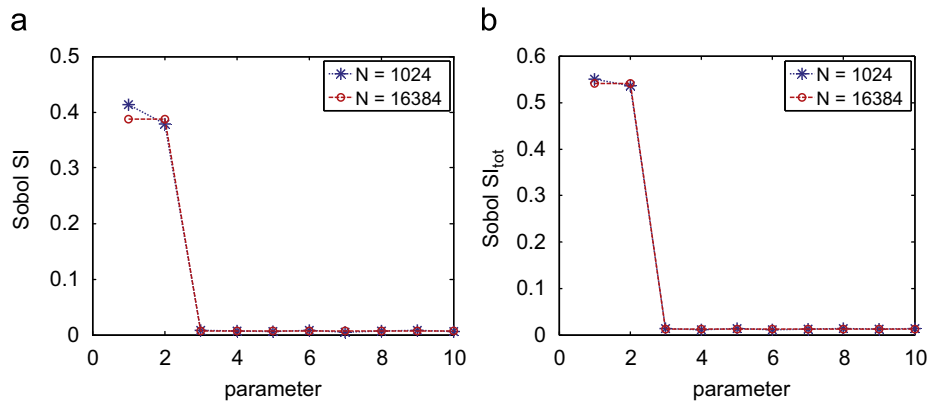 a
0.5
0.4
0.3
0.2
0.1
0
Sobol SI
N = 1024
N = 16384
0 2 4 6 8 10
parameter
b
0.6
0.5
0.4
0.3
0.2
0.1
0
Sobol SItot
N = 1024
N = 16384
0 2 4 6 8 10
parameter